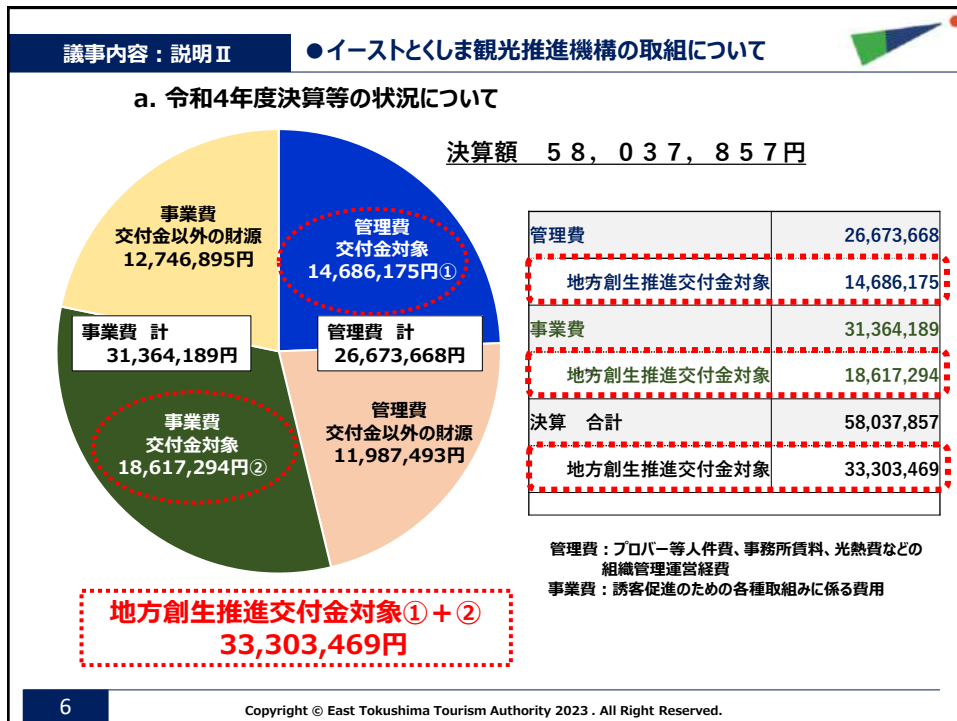 議事内容：説明Ⅱ
●イーストとくしま観光推進機構の取組について
a. 令和4年度決算等の状況について
決算額　５８，０３７，８５７円
事業費
交付金以外の財源
12,746,895円
管理費
交付金対象
14,686,175円①
事業費 計
31,364,189円
管理費 計
26,673,668円
事業費
交付金対象
18,617,294円②
管理費
交付金以外の財源
11,987,493円
管理費 26,673,668
地方創生推進交付金対象 14,686,175
事業費 31,364,189
地方創生推進交付金対象 18,617,294
決算　合計 58,037,857
地方創生推進交付金対象 33,303,469
管理費：プロパー等人件費、事務所賃料、光熱費などの
組織管理運営経費
事業費：誘客促進のための各種取組みに係る費用
地方創生推進交付金対象①＋②
33,303,469円
6
Copyright © East Tokushima Tourism Authority 2023 . All Right Reserved.